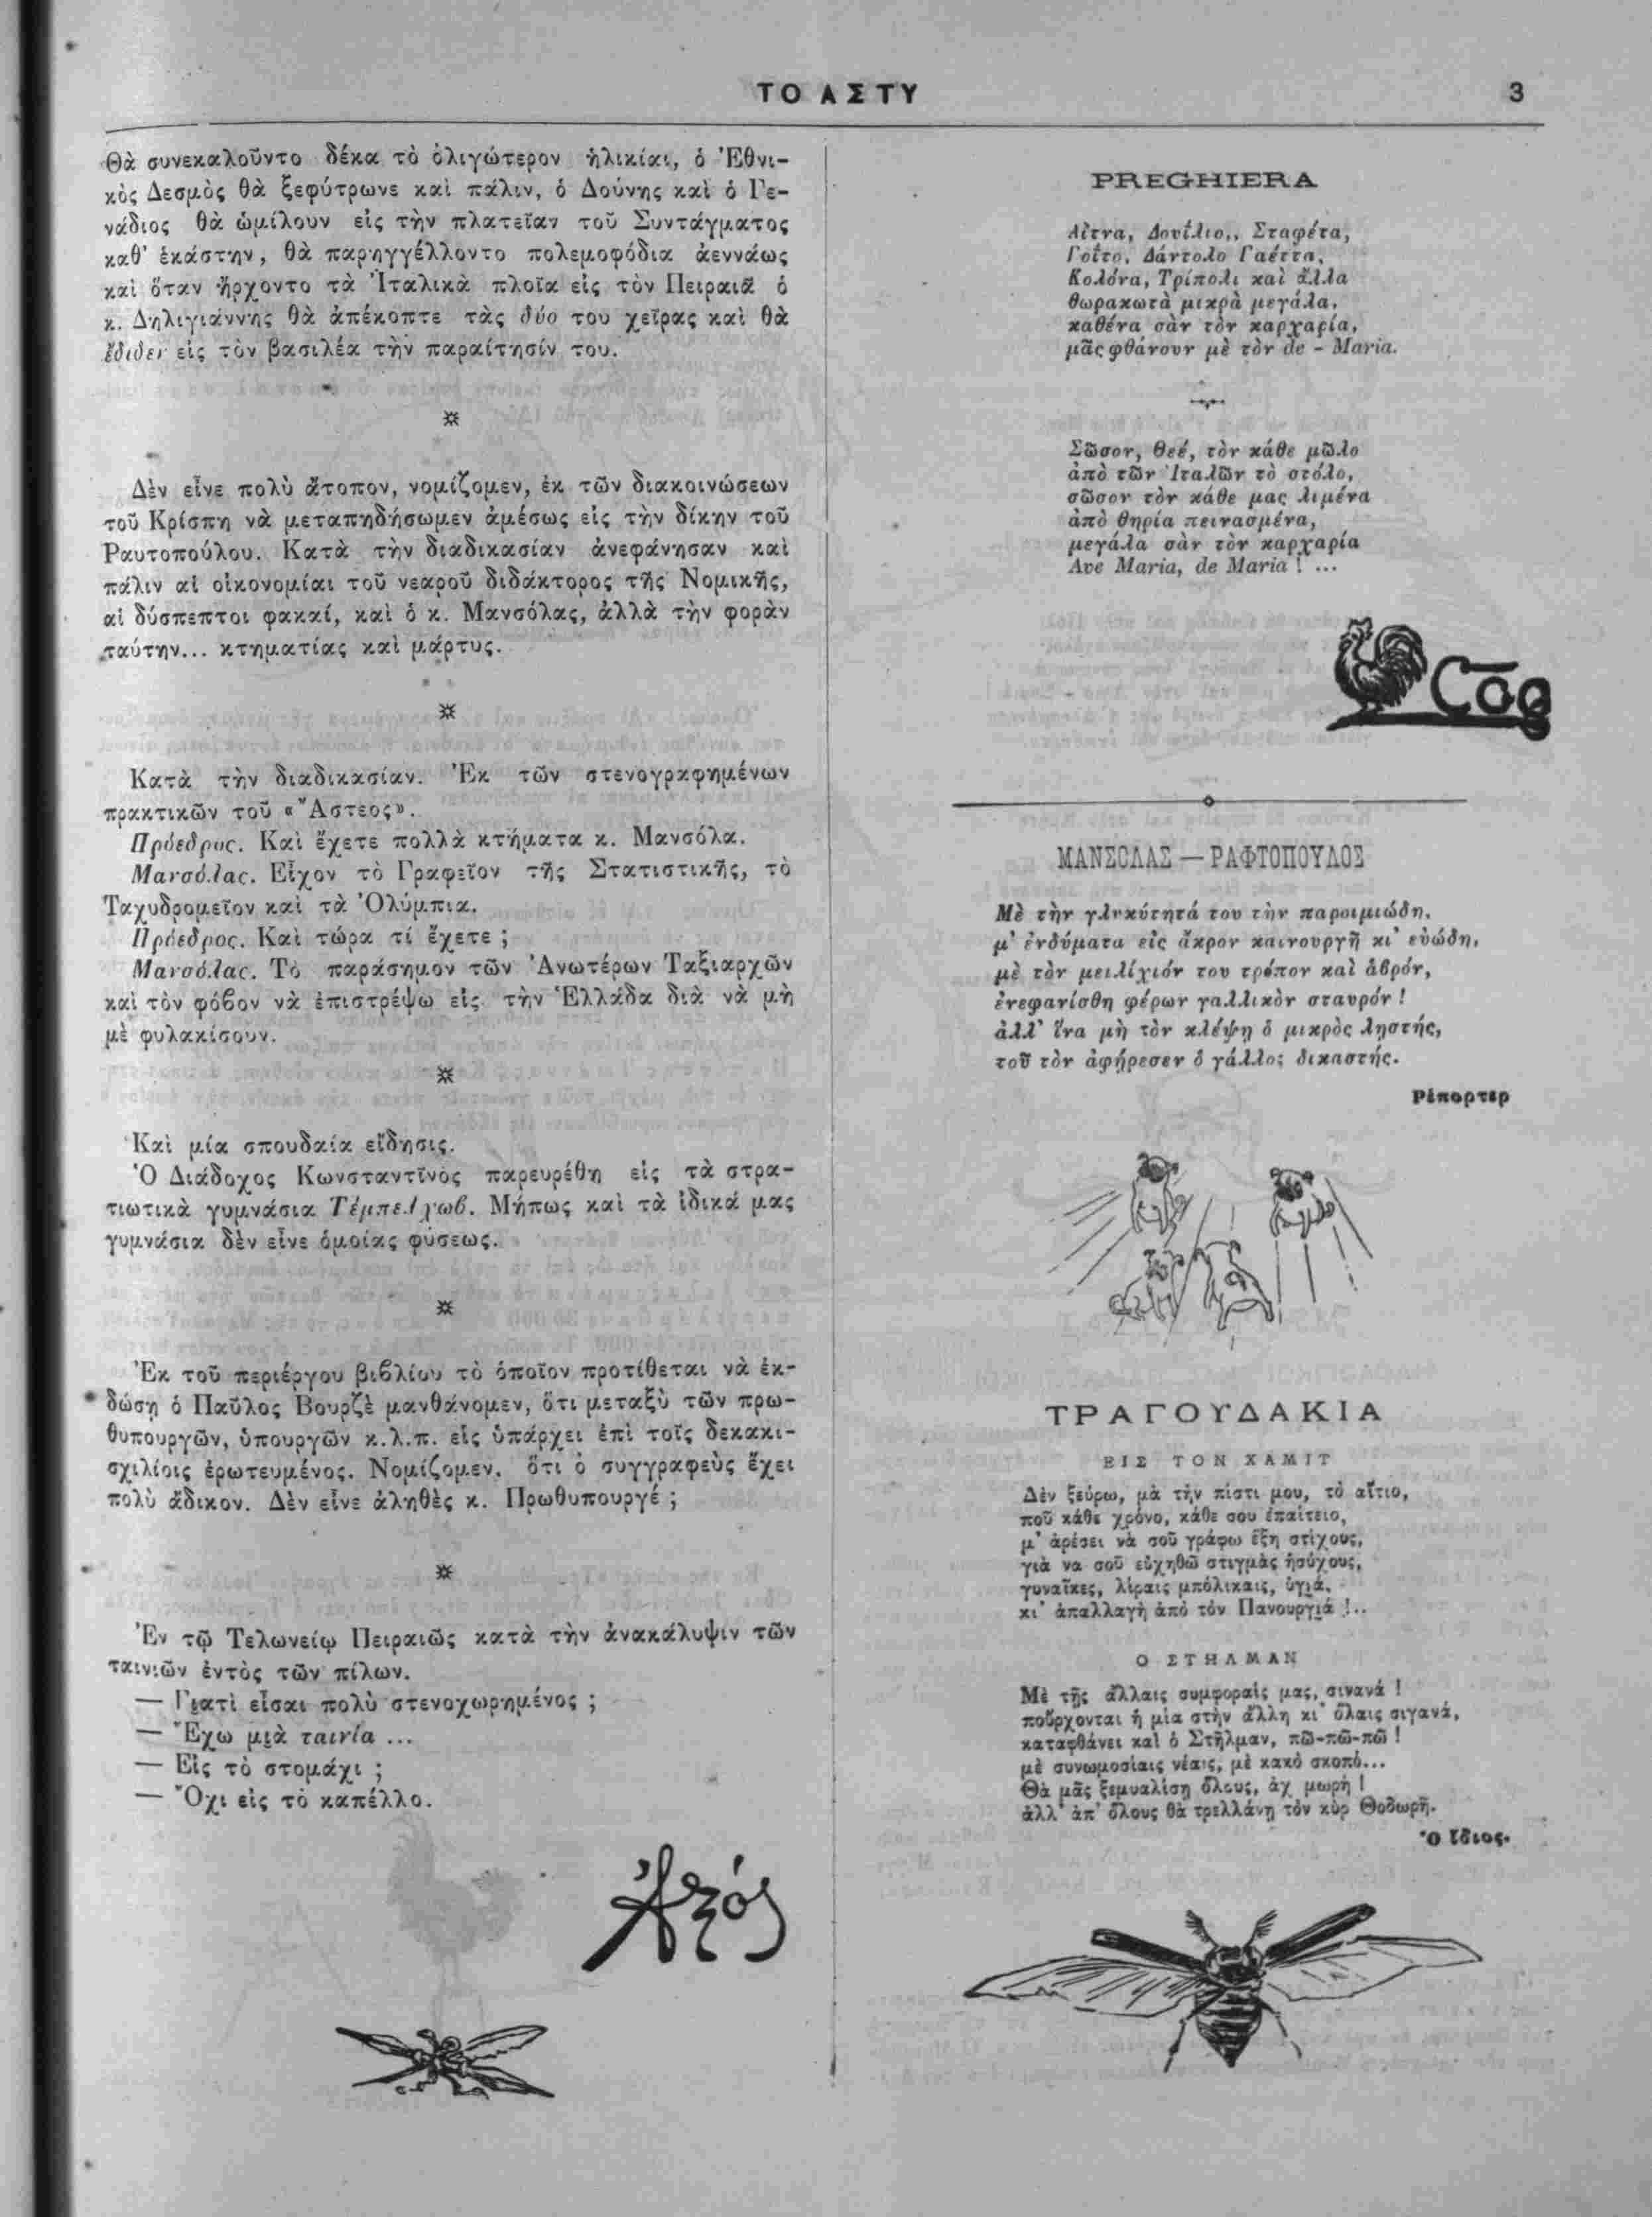 ΤΟ ΑΣΤΥ
3
Θὰ συνεκαλοῦντο δέκα τὸ ὀλιγώτερον ἡλικίαι, ὁ Ἐθνι-
κὸς Δεσμὸς θὰ ξεφύτρωνε καὶ πάλιν, ὁ Δούνης καὶ ὁ Γε-
νάδιος θὰ ὡμίλουν εἰς τὴν πλατεῖαν τοῦ Συντάγματος
καθ' ἑκάστην, θὰ παρηγγέλλοντο πολεμοφόδια ἀεννάως
καὶ ὅταν ἤρχοντο τὰ Ἰταλικὰ πλοῖα εἰς τὸν Πειραιᾶ ὁ
κ. Δηλιγιάννης θὰ ἀπέκοπτε τὰς δύο του χεῖρας καὶ θὰ
ἔδιδεν εἰς τὸν βασιλέα τὴν παραίτησίν του.
Δὲν εἶνε πολὺ ἄτοπον, νομίζομεν, ἐκ τῶν διακοινώσεων
τοῦ Κρίσπη νὰ μεταπηδήσωμεν ἀμέσως εἰς τὴν δίκην τοῦ
Ραυτοπούλου. Κατὰ τὴν διαδικασίαν ἀνεφάνησαν καὶ
πάλιν αἱ οἰκονομίαι τοῦ νεαροῦ διδάκτορος τῆς Νομικῆς,
αἱ δύσπεπτοι φακαί, καὶ ὁ κ. Μανσόλας, ἀλλὰ τὴν φορὰν
ταύτην... κτηματίας καὶ μάρτυς.
Κατὰ τὴν διαδικασίαν. Ἐκ τῶν στενογραφημένων
πρακτικῶν τοῦ «Ἄστεος».
Πρόεδρος. Καὶ ἔχετε πολλὰ κτήματα κ. Μανσόλα.
Μανσόλας. Εἶχον τὸ Γραφεῖον τῆς Στατιστικῆς, τὸ
Ταχυδρομεῖον καὶ τὰ Ὀλύμπια.
Πρόεδρος. Καὶ τώρα τί ἔχετε ;
Μανσόλας. Τὸ παράσημον τῶν Ἀνωτέρων Ταξιαρχῶν
καὶ τὸν φόβον νὰ ἐπιστρέψω εἰς τὴν Ἑλλάδα διὰ νὰ μὴ
μὲ φυλακίσουν.
Καὶ μία σπουδαία εἴδησις.
Ὁ Διάδοχος Κωνσταντῖνος παρευρέθη εἰς τὰ στρα-
τιωτικὰ γυμνάσια Τέμπελχωβ. Μήπως καὶ τὰ ἰδικά μας
γυμνάσια δὲν εἶνε ὁμοίας φύσεως.
Ἐκ τοῦ περιέργου βιβλίου τὸ ὁποῖον προτίθεται νὰ ἐκ-
δώσῃ ὁ Παῦλος Βουρζὲ μανθάνομεν, ὅτι μεταξὺ τῶν πρω-
θυπουργῶν, ὑπουργῶν κ.λ.π. εἷς ὑπάρχει ἐπὶ τοῖς δεκακι-
σχιλίοις ἐρωτευμένος. Νομίζομεν, ὅτι ὁ συγγραφεὺς ἔχει
πολὺ ἄδικον. Δὲν εἶνε ἀληθὲς κ. Πρωθυπουργέ ;
Ἐν τῷ Τελωνείῳ Πειραιῶς κατὰ τὴν ἀνακάλυψιν τῶν
ταινιῶν ἐντὸς τῶν πίλων.
— Γιατὶ εἶσαι πολὺ στενοχωρημένος ;
— Ἔχω μιὰ ταινία ...
— Εἰς τὸ στομάχι ;
— Ὄχι εἰς τὸ καπέλλο.
PREGHIERA
Αἴτνα, Δουΐλιο,, Σταφέτα,
Γοΐτο, Δάντολο Γαέττα,
Κολόνα, Τρίπολι καὶ ἄλλα
θωρακωτὰ μικρὰ μεγάλα,
καθένα σὰν τὸν καρχαρία,
μᾶς φθάνουν μὲ τὸν de - Maria.
Σῶσον, Θεέ, τὸν κάθε μῶλο
ἀπὸ τῶν Ἰταλῶν τὸ στόλο,
σῶσον τὸν κάθε μας λιμένα
ἀπὸ θηρία πεινασμένα,
μεγάλα σὰν τὸν καρχαρία
Ave Maria, de Maria ! ...
Coq
ΜΑΝΣΟΛΑΣ — ΡΑΦΤΟΠΟΥΛΟΣ
Μὲ τὴν γλυκύτητά του τὴν παροιμιώδη,
μ' ἐνδύματα εἰς ἄκρον καινουργῆ κι' εὐώδη,
μὲ τὸν μειλίχιόν του τρόπον καὶ ἁβρόν,
ἐνεφανίσθη φέρων γαλλικὸν σταυρόν !
ἀλλ' ἵνα μὴ τὸν κλέψῃ ὁ μικρὸς λῃστής,
τοῦ τὸν ἀφῄρεσεν ὁ γάλλος δικαστής.
Ρέπορτερ
ΤΡΑΓΟΥΔΑΚΙΑ
ΕΙΣ ΤΟΝ ΧΑΜΙΤ
Δὲν ξεύρω, μὰ τὴν πίστι μου, τὸ αἴτιο,
ποῦ κάθε χρόνο, κάθε σου ἐπαίτειο,
μ' ἀρέσει νὰ σοῦ γράφω ἕξη στίχους,
γιὰ να σοῦ εὐχηθῶ στιγμὰς ἡσύχους,
γυναῖκες, λίραις μπόλικαις, ὑγιά,
κι' ἀπαλλαγὴ ἀπὸ τόν Πανουργιά !..
Ο ΣΤΗΛΜΑΝ
Μὲ τῇς ἄλλαις συμφοραίς μας, σινανά !
ποὔρχονται ἡ μία στὴν ἄλλη κι' ὅλαις σιγανά,
καταφθάνει καὶ ὁ Στῆλμαν, πῶ-πῶ-πῶ !
μὲ συνωμοσίαις νέαις, μὲ κακὸ σκοπό...
Θὰ μᾶς ξεμυαλίσῃ ὅλους, ἀχ μωρὴ !
ἀλλ' ἀπ' ὅλους θὰ τρελλάνῃ τὸν κὺρ Θοδωρῆ.
Ὁ ἴδιος.